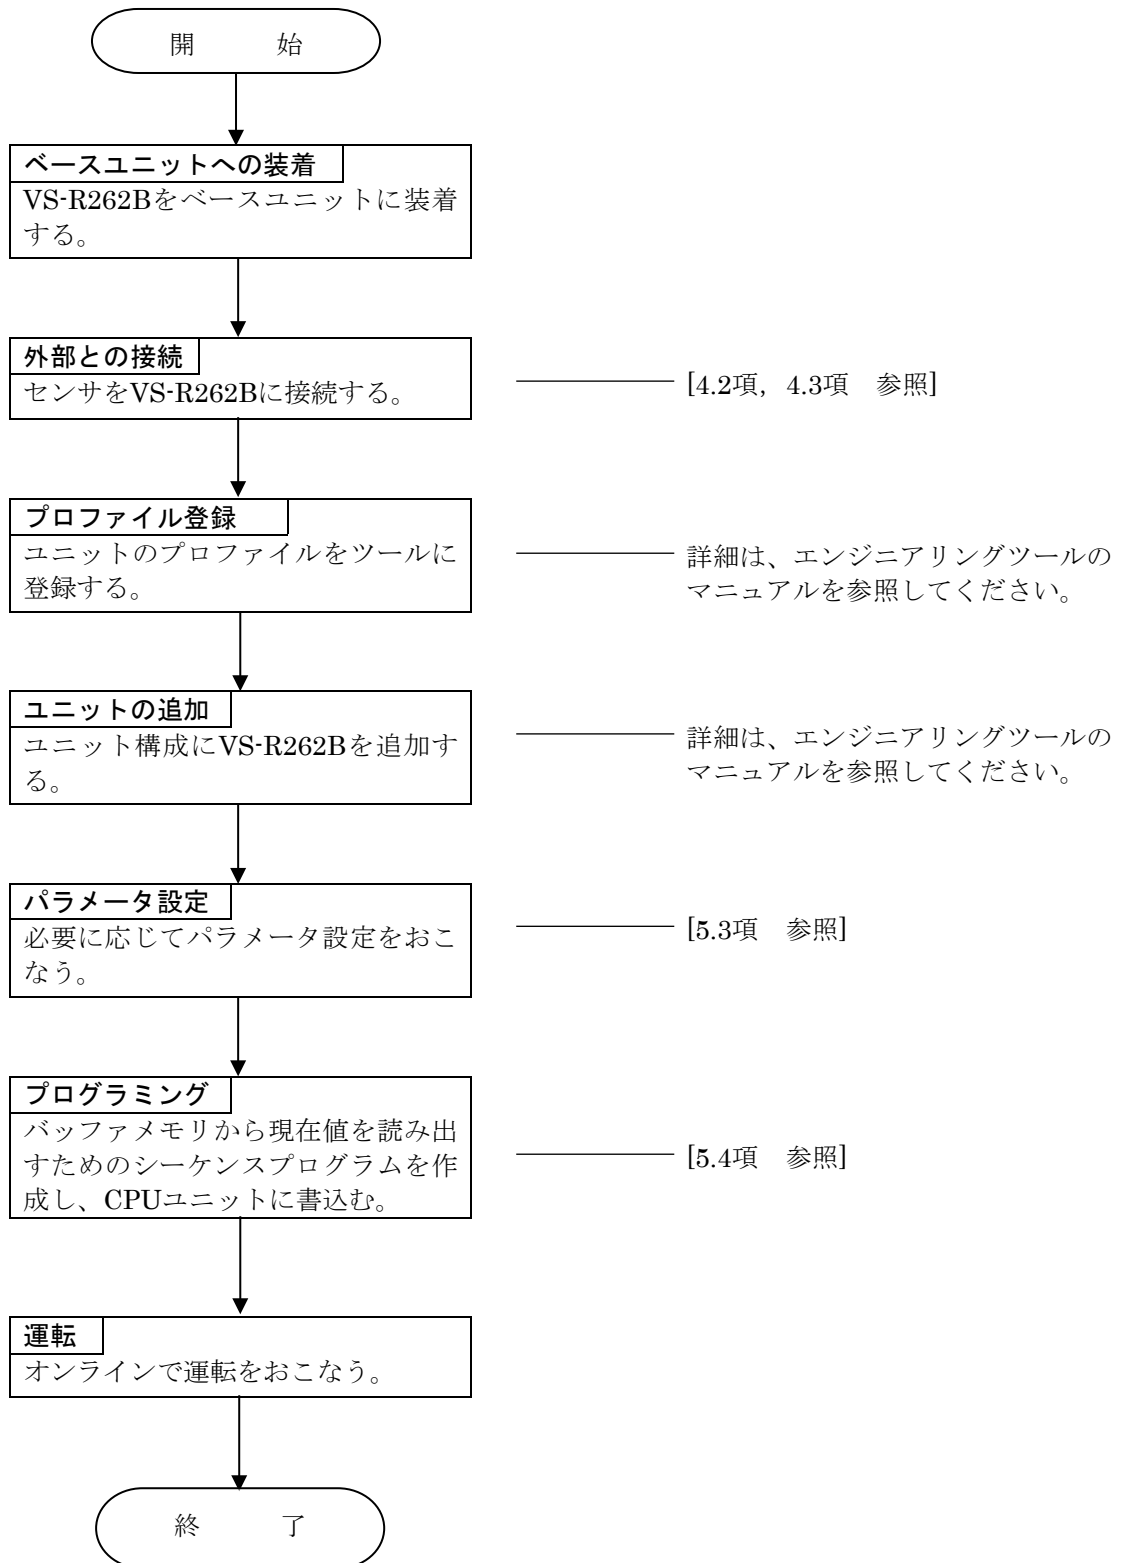 開　　　始
ベースユニットへの装着
VS-R262Bをベースユニットに装着
する。
外部との接続
センサをVS-R262Bに接続する。
[4.2項，4.3項　参照]
プロファイル登録
ユニットのプロファイルをツールに
登録する。
詳細は、エンジニアリングツールの
マニュアルを参照してください。
ユニットの追加
ユニット構成にVS-R262Bを追加す
る。
詳細は、エンジニアリングツールの
マニュアルを参照してください。
パラメータ設定
必要に応じてパラメータ設定をおこ
なう。
[5.3項　参照]
プログラミング
バッファメモリから現在値を読み出
すためのシーケンスプログラムを作
成し、CPUユニットに書込む。
[5.4項　参照]
運転
オンラインで運転をおこなう。
終　　　了